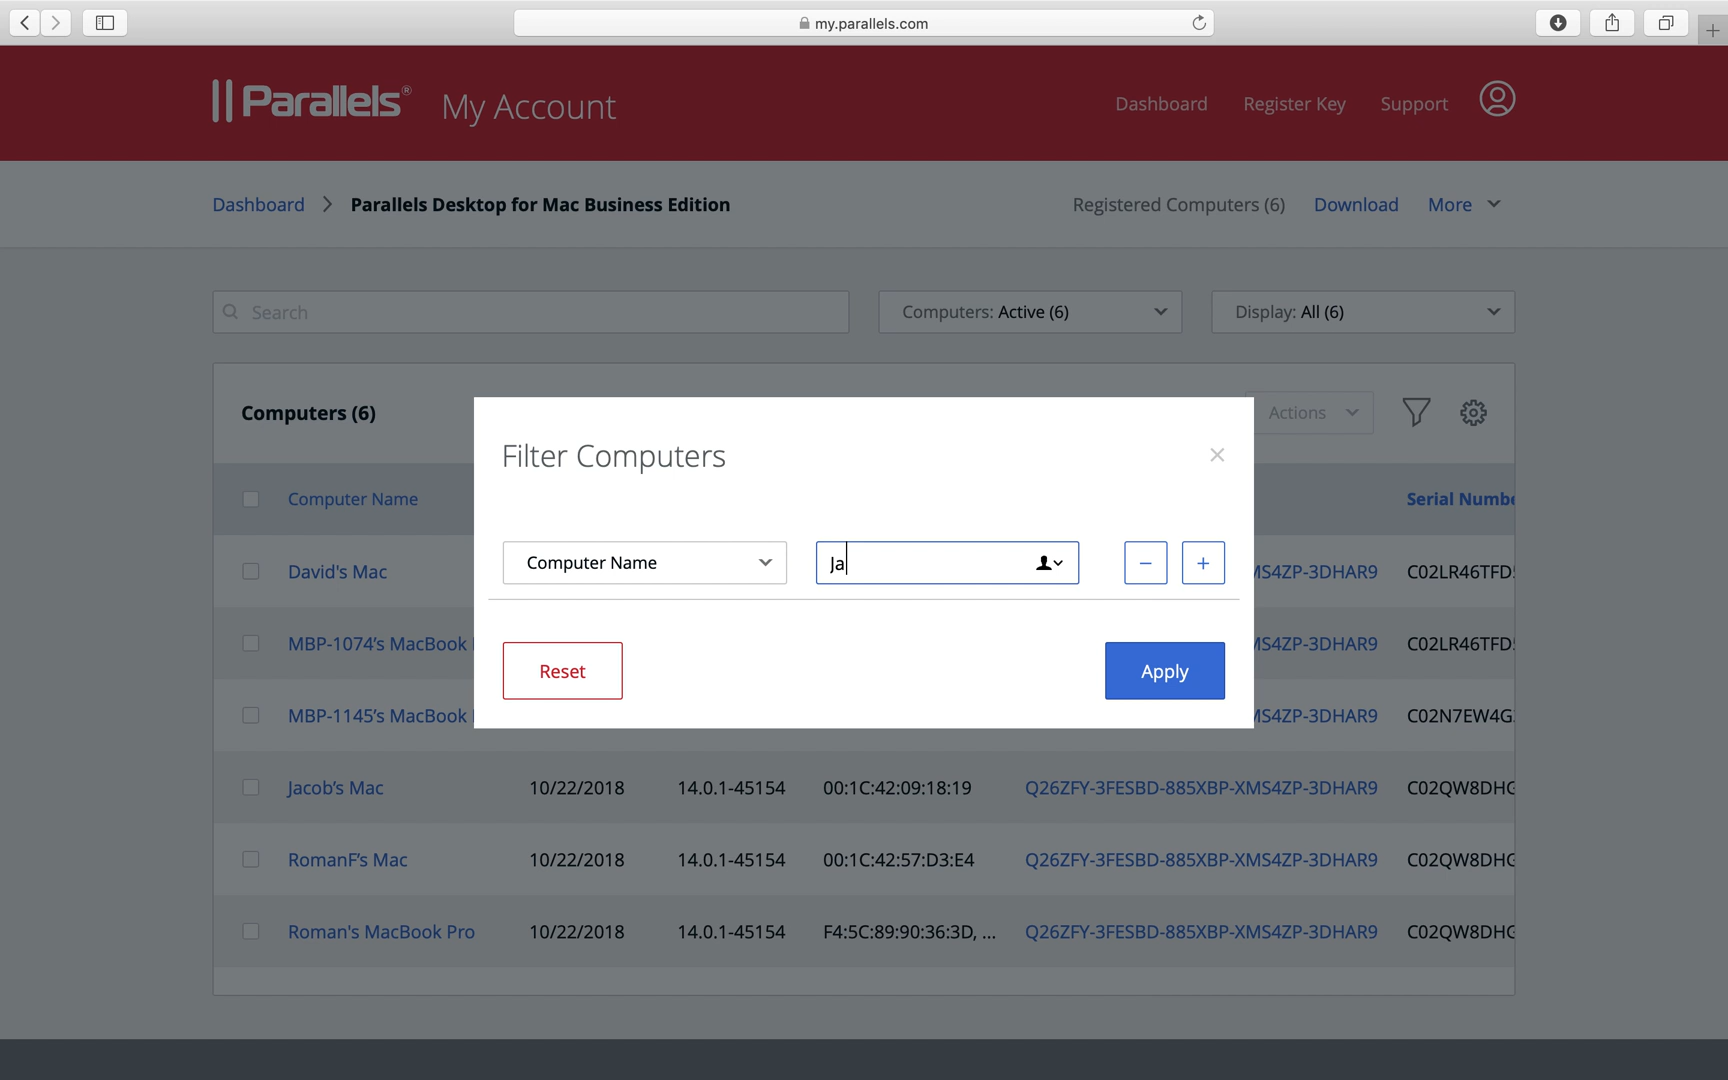 my.parallels.com
Parallels® My Account
Dashboard Register Key Support
Dashboard > Parallels Desktop for Mac Business Edition
Registered Computers (6) Download More
Search
Computers: Active (6)
Display: All (6)
Computers (6)
Actions
Filter Computers
Computer Name
Ja
Reset
Apply
Computer Name Serial Numbe
David's Mac MS4ZP-3DHAR9 C02LR46TFD
MBP-1074’s MacBook MS4ZP-3DHAR9 C02LR46TFD
MBP-1145’s MacBook MS4ZP-3DHAR9 C02N7EW4G
Jacob’s Mac 10/22/2018 14.0.1-45154 00:1C:42:09:18:19 Q26ZFY-3FESBD-885XBP-XMS4ZP-3DHAR9 C02QW8DHG
RomanF’s Mac 10/22/2018 14.0.1-45154 00:1C:42:57:D3:E4 Q26ZFY-3FESBD-885XBP-XMS4ZP-3DHAR9 C02QW8DHG
Roman's MacBook Pro 10/22/2018 14.0.1-45154 F4:5C:89:90:36:3D, ... Q26ZFY-3FESBD-885XBP-XMS4ZP-3DHAR9 C02QW8DHG